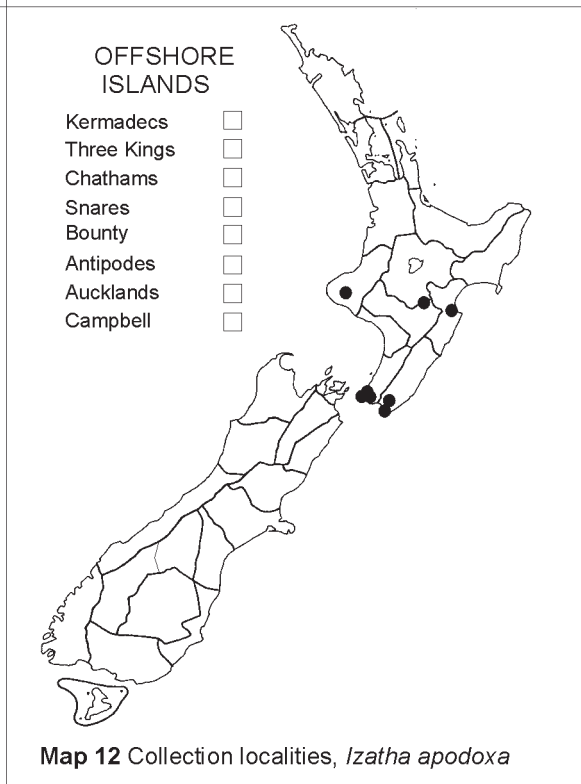 OFFSHORE
ISLANDS
Kermadecs
Three Kings
Chathams
Snares
Bounty
Antipodes
Aucklands
Campbell
Map 12 Collection localities, Izatha apodoxa